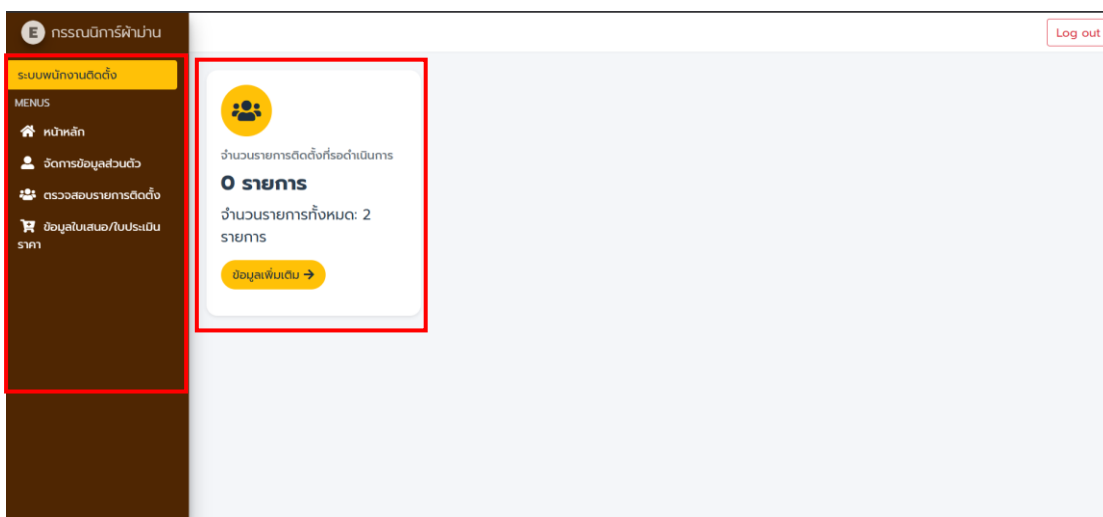 E กรรณนิการ์ผ้าม่าน
Log out
ระบบพนักงานติดตั้ง
MENUS
หน้าหลัก
จัดการข้อมูลส่วนตัว
ตรวจสอบรายการติดตั้ง
ข้อมูลใบเสนอ/ใบประเมิน
ราคา
จำนวนรายการติดตั้งที่รอดำเนินการ
0 รายการ
จำนวนรายการทั้งหมด: 2
รายการ
ข้อมูลเพิ่มเติม